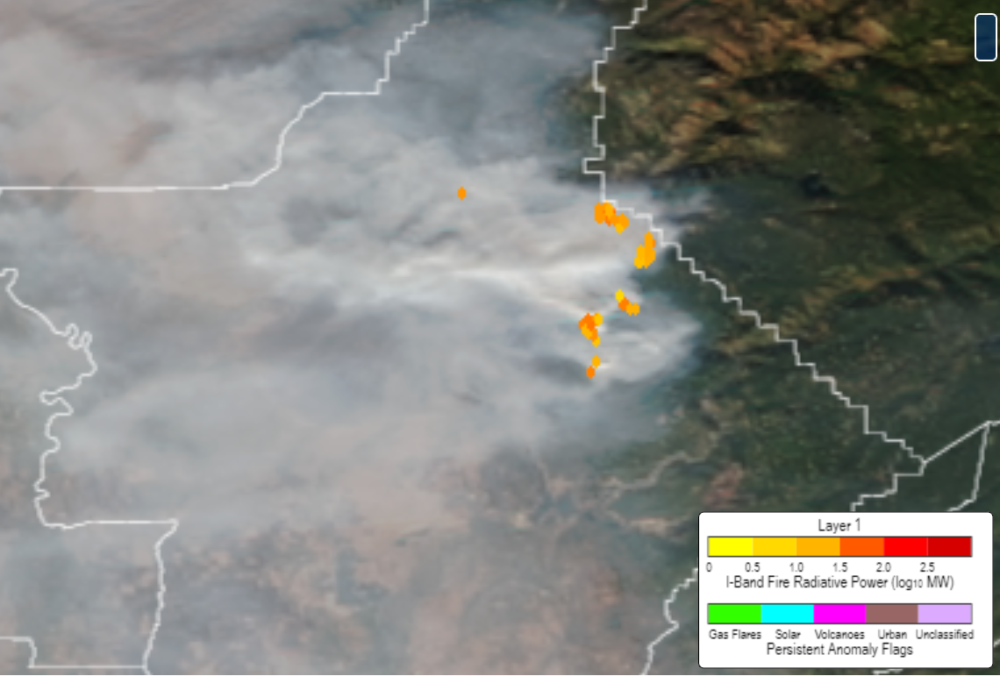 Layer 1
0 0.5 1.0 1.5 2.0 2.5
I-Band Fire Radiative Power (log₁₀ MW)
Gas Flares Solar Volcanoes Urban Unclassified
Persistent Anomaly Flags